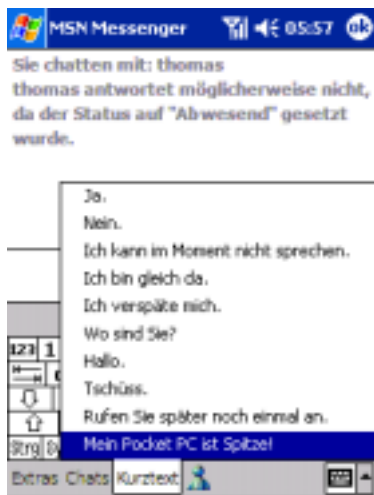 MSN Messenger 05:57 ok
Sie chatten mit: thomas
thomas antwortet möglicherweise nicht,
da der Status auf "Abwesend" gesetzt
wurde.
Ja.
Nein.
Ich kann im Moment nicht sprechen.
Ich bin gleich da.
Ich verspäte mich.
Wo sind Sie?
Hallo.
Tschüss.
Rufen Sie später noch einmal an.
Mein Pocket PC ist Spitze!
123 1
Strg
Extras Chats Kurztext